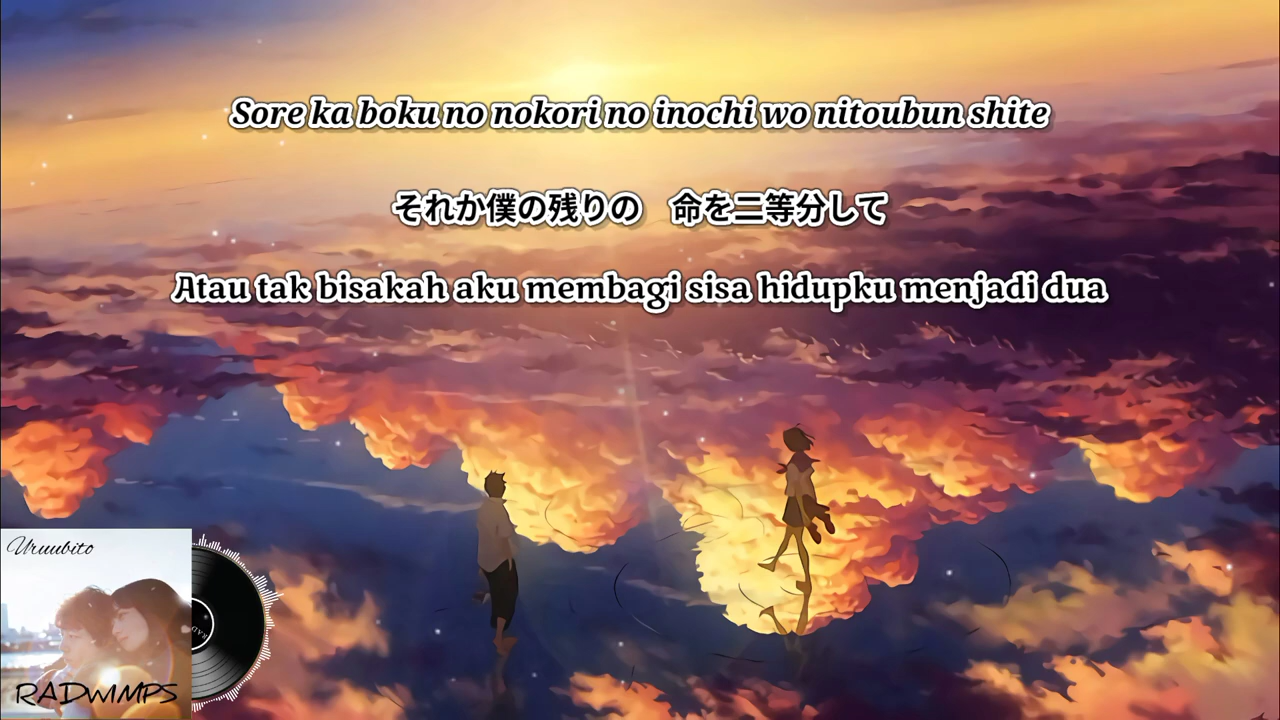 Sore ka boku no nokori no inochi wo nitoubun shite
それか僕の残りの　命を二等分して
Atau tak bisakah aku membagi sisa hidupku menjadi dua
Uruubito
RADWIMPS